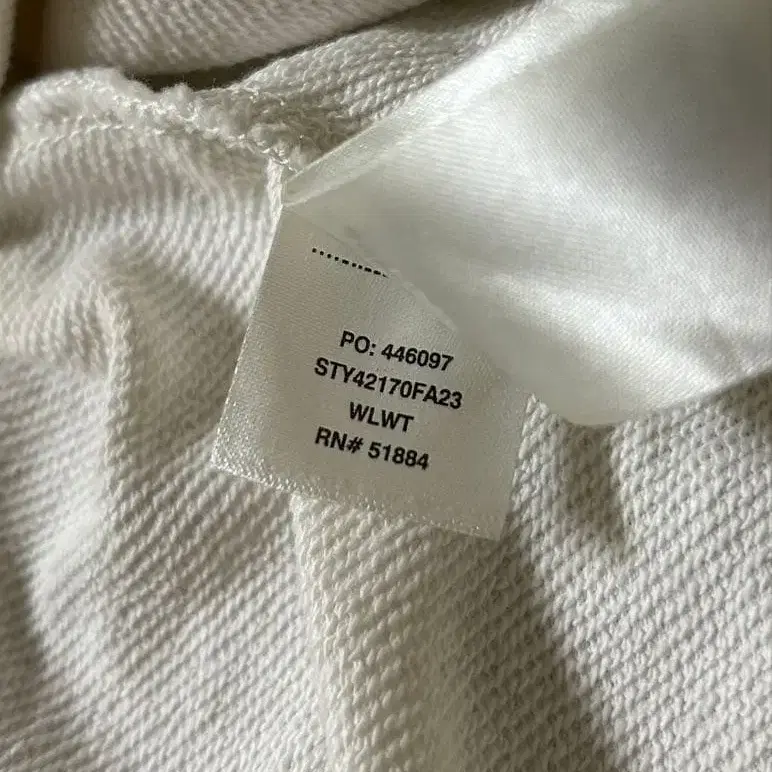 PO: 446097
STY42170FA23
WLWT
RN# 51884